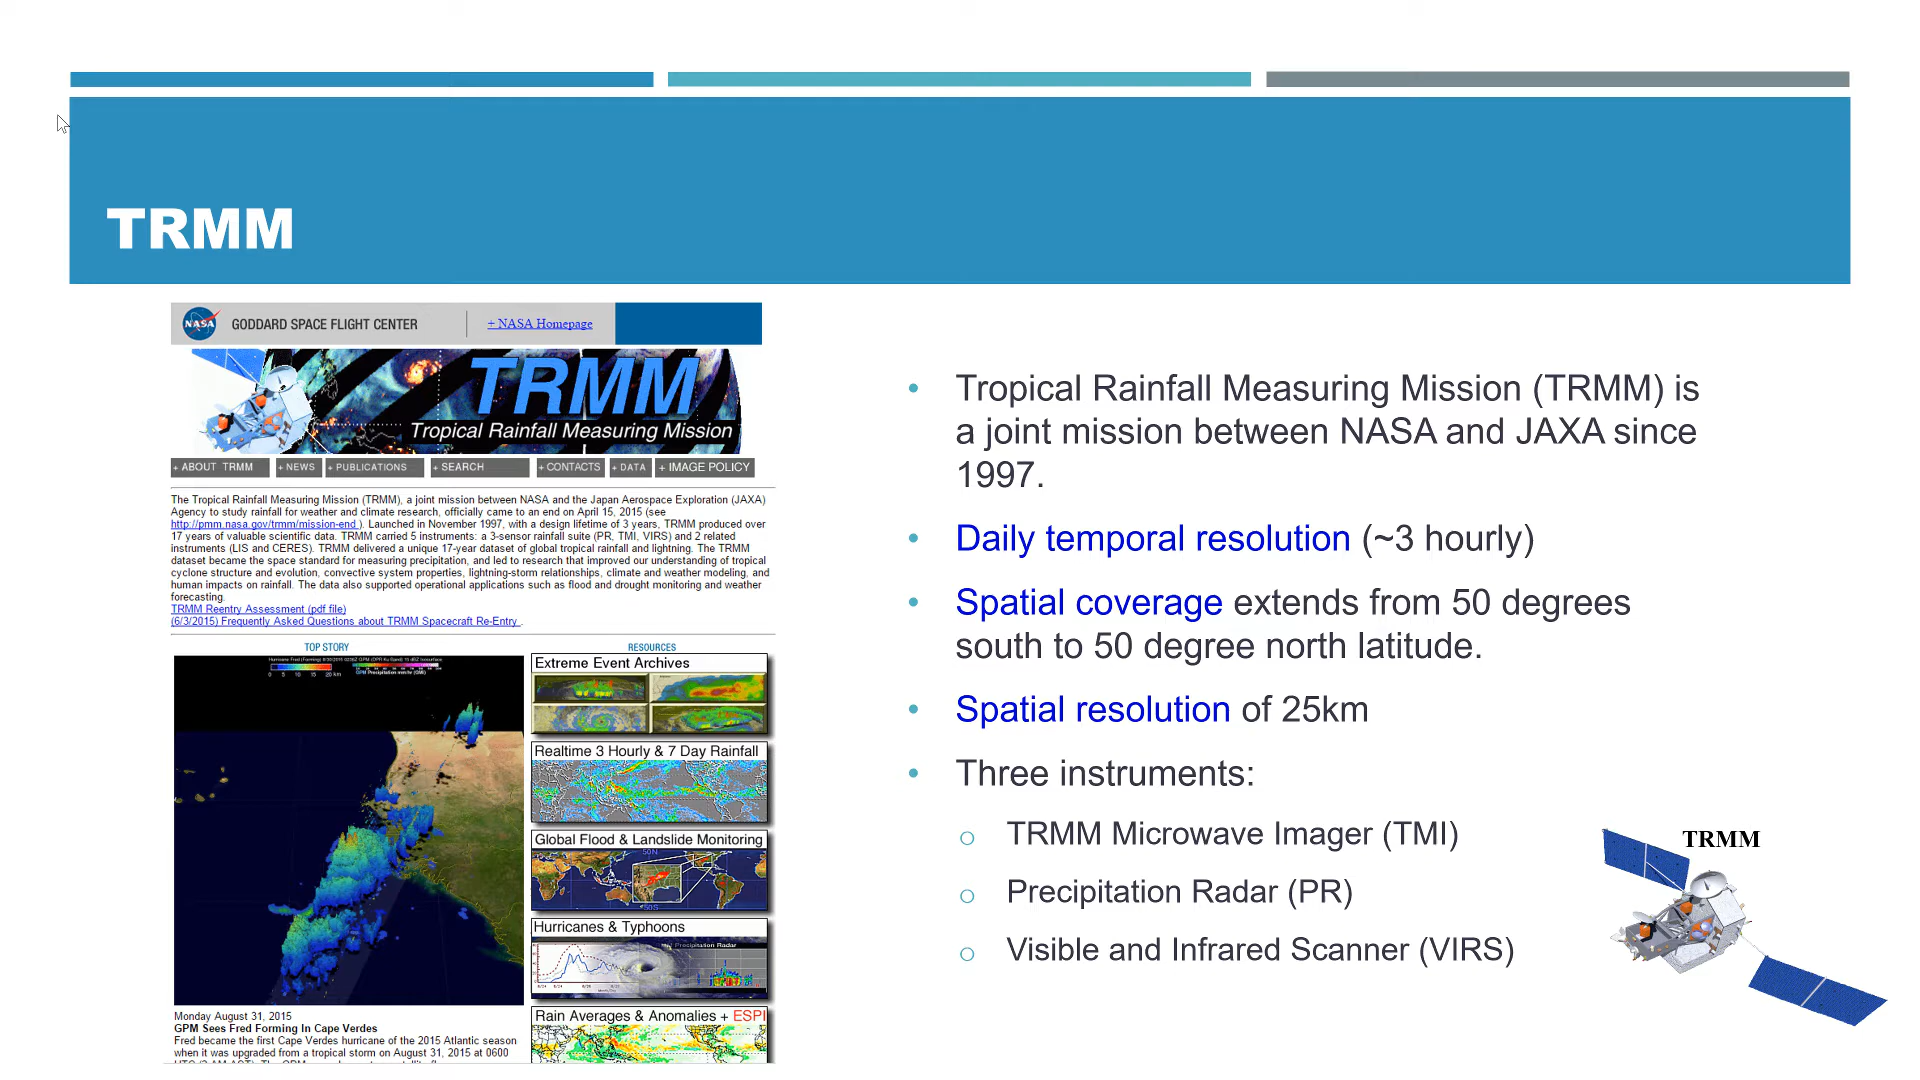 TRMM
NASA
GODDARD SPACE FLIGHT CENTER
+ NASA Homepage
TRMM
Tropical Rainfall Measuring Mission
+ ABOUT TRMM
+ NEWS
+ PUBLICATIONS
+ SEARCH
+ CONTACTS
+ DATA
+ IMAGE POLICY
The Tropical Rainfall Measuring Mission (TRMM), a joint mission between NASA and the Japan Aerospace Exploration (JAXA)
Agency to study rainfall for weather and climate research, officially came to an end on April 15, 2015 (see
http://pmm.nasa.gov/trmm/mission-end ). Launched in November 1997, with a design lifetime of 3 years, TRMM produced over
17 years of valuable scientific data. TRMM carried 5 instruments: a 3-sensor rainfall suite (PR, TMI, VIRS) and 2 related
instruments (LIS and CERES). TRMM delivered a unique 17-year dataset of global tropical rainfall and lightning. The TRMM
dataset became the space standard for measuring precipitation, and led to research that improved our understanding of tropical
cyclone structure and evolution, convective system properties, lightning-storm relationships, climate and weather modeling, and
human impacts on rainfall. The data also supported operational applications such as flood and drought monitoring and weather
forecasting.
TRMM Reentry Assessment (pdf file)
(6/3/2015) Frequently Asked Questions about TRMM Spacecraft Re-Entry .
TOP STORY
0 5 10 15 20 km
Monday August 31, 2015
GPM Sees Fred Forming In Cape Verdes
Fred became the first Cape Verdes hurricane of the 2015 Atlantic season
when it was upgraded from a tropical storm on August 31, 2015 at 0600
RESOURCES
Extreme Event Archives
Realtime 3 Hourly & 7 Day Rainfall
Global Flood & Landslide Monitoring
50N
50S
Hurricanes & Typhoons
Precipitation Radar
Rain Averages & Anomalies + ESPI
• Tropical Rainfall Measuring Mission (TRMM) is
a joint mission between NASA and JAXA since
1997.
• Daily temporal resolution (~3 hourly)
• Spatial coverage extends from 50 degrees
south to 50 degree north latitude.
• Spatial resolution of 25km
• Three instruments:
o TRMM Microwave Imager (TMI)
o Precipitation Radar (PR)
o Visible and Infrared Scanner (VIRS)
TRMM